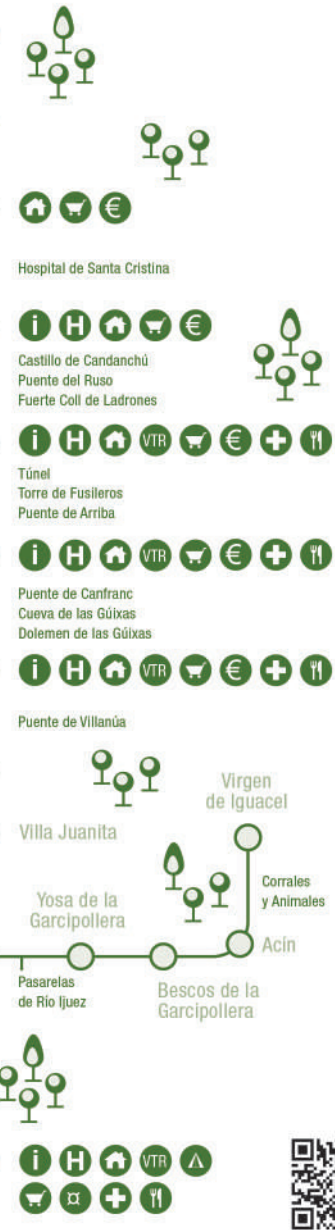 €
Hospital de Santa Cristina
i H €
Castillo de Candanchú
Puente del Ruso
Fuerte Coll de Ladrones
i H VTR €
Túnel
Torre de Fusileros
Puente de Arriba
i H VTR €
Puente de Canfranc
Cueva de las Gúixas
Dolemen de las Gúixas
i H VTR €
Puente de Villanúa
Villa Juanita
Virgen
de Iguacel
Corrales
y Animales
Yosa de la
Garcipollera
Acín
Pasarelas
de Río Ijuez
Bescos de la
Garcipollera
i H VTR
¤